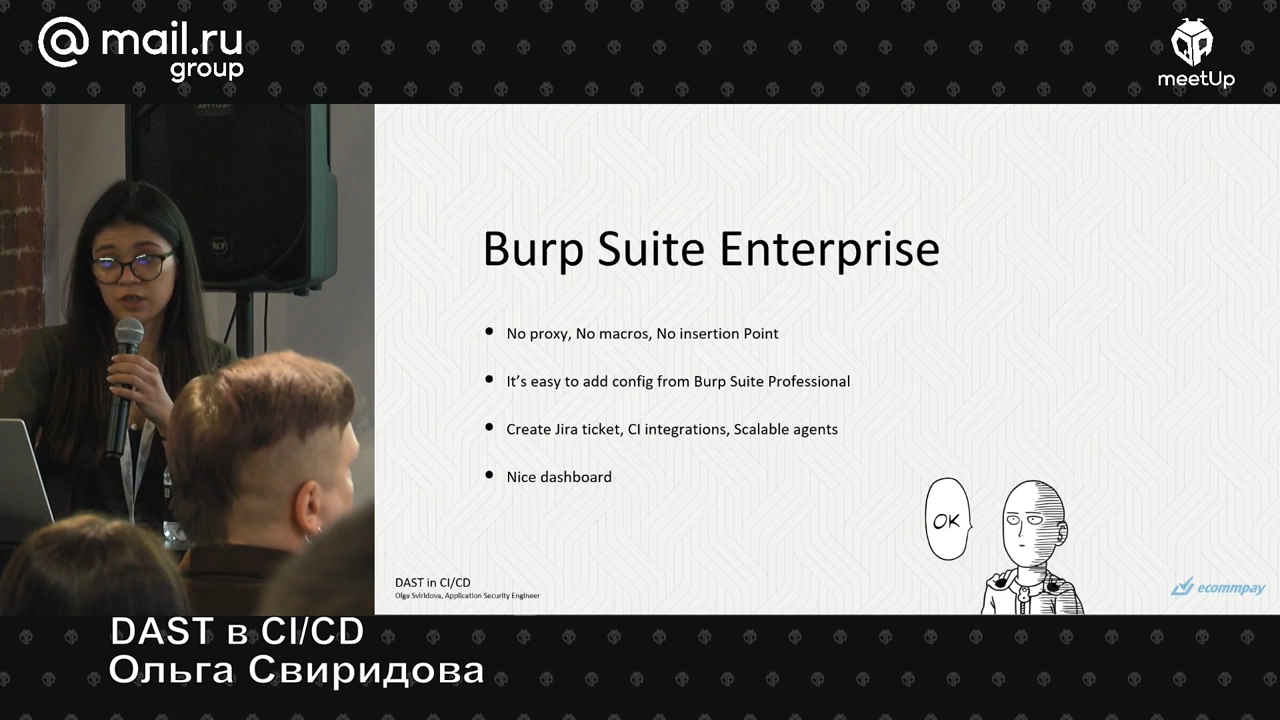 @mail.ru
group
meetUp
Burp Suite Enterprise
No proxy, No macros, No insertion Point
It's easy to add config from Burp Suite Professional
Create Jira ticket, CI integrations, Scalable agents
Nice dashboard
OK
DAST in CI/CD
Olga Sviridova, Application Security Engineer
ecommpay
RCF
DAST в CI/CD
Ольга Свиридова